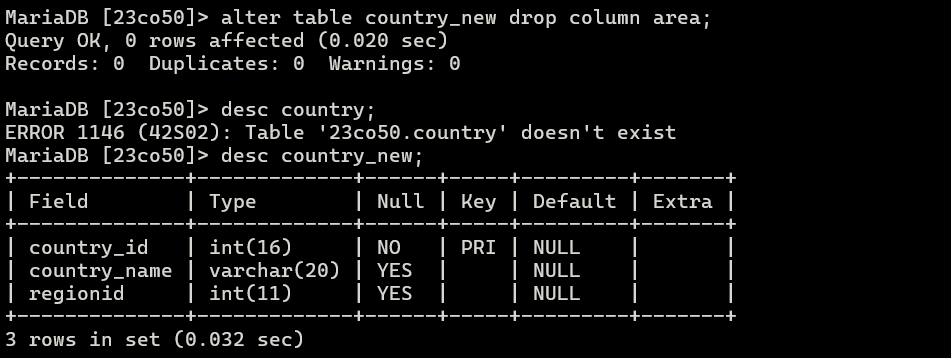 MariaDB [23co50]> alter table country_new drop column area;
Query OK, 0 rows affected (0.020 sec)
Records: 0  Duplicates: 0  Warnings: 0

MariaDB [23co50]> desc country;
ERROR 1146 (42S02): Table '23co50.country' doesn't exist
MariaDB [23co50]> desc country_new;
+--------------+-------------+------+-----+---------+-------+
| Field        | Type        | Null | Key | Default | Extra |
+--------------+-------------+------+-----+---------+-------+
| country_id   | int(16)     | NO   | PRI | NULL    |       |
| country_name | varchar(20) | YES  |     | NULL    |       |
| regionid     | int(11)     | YES  |     | NULL    |       |
+--------------+-------------+------+-----+---------+-------+
3 rows in set (0.032 sec)